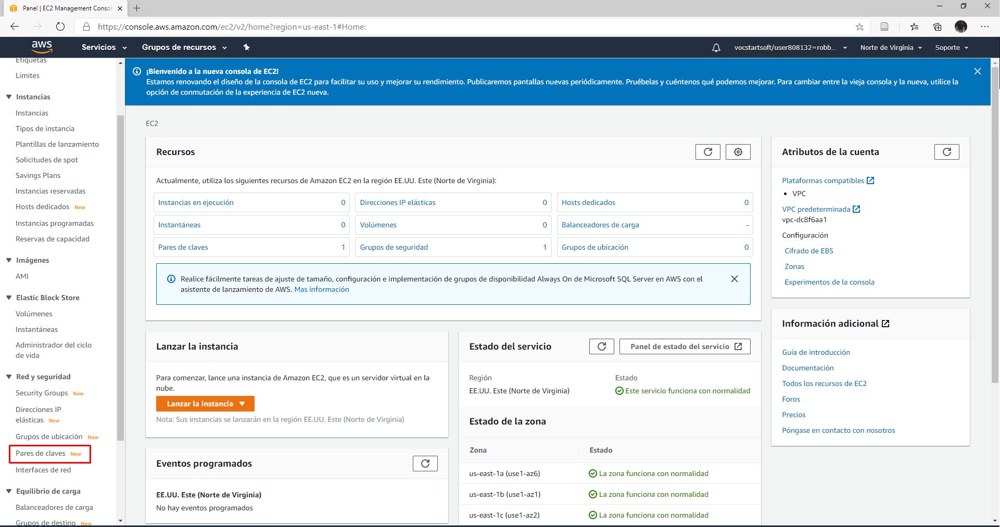 Panel | EC2 Management Consol
https://console.aws.amazon.com/ec2/v2/home?region=us-east-1#Home:
aws
Servicios
Grupos de recursos
vocstartsoft/user808132=robb...
Norte de Virginia
Soporte
Etiquetas
Límites
Instancias
Instancias
Tipos de instancia
Plantillas de lanzamiento
Solicitudes de spot
Savings Plans
Instancias reservadas
Hosts dedicados New
Instancias programadas
Reservas de capacidad
Imágenes
AMI
Elastic Block Store
Volúmenes
Instantáneas
Administrador del ciclo
de vida
Red y seguridad
Security Groups New
Direcciones IP
elásticas New
Grupos de ubicación New
Pares de claves New
Interfaces de red
Equilibrio de carga
Balanceadores de carga
Grupos de destino New
¡Bienvenido a la nueva consola de EC2!
Estamos renovando el diseño de la consola de EC2 para facilitar su uso y mejorar su rendimiento. Publicaremos pantallas nuevas periódicamente. Pruébelas y cuéntenos qué podemos mejorar. Para cambiar entre la vieja consola y la nueva, utilice la
opción de conmutación de la experiencia de EC2 nueva.
EC2
Recursos
Actualmente, utiliza los siguientes recursos de Amazon EC2 en la región EE.UU. Este (Norte de Virginia):
Instancias en ejecución 0
Direcciones IP elásticas 0
Hosts dedicados 0
Instantáneas 0
Volúmenes 0
Balanceadores de carga -
Pares de claves 1
Grupos de seguridad 1
Grupos de ubicación 0
Realice fácilmente tareas de ajuste de tamaño, configuración e implementación de grupos de disponibilidad Always On de Microsoft SQL Server en AWS con el
asistente de lanzamiento de AWS. Mas información
Lanzar la instancia
Para comenzar, lance una instancia de Amazon EC2, que es un servidor virtual en la
nube.
Lanzar la instancia
Nota: Sus instancias se lanzarán en la región EE.UU. Este (Norte de Virginia)
Eventos programados
EE.UU. Este (Norte de Virginia)
No hay eventos programados
Estado del servicio
Panel de estado del servicio
Región
Estado
EE.UU. Este (Norte de Virginia)
Este servicio funciona con normalidad
Estado de la zona
Zona
Estado
us-east-1a (use1-az6)
La zona funciona con normalidad
us-east-1b (use1-az1)
La zona funciona con normalidad
us-east-1c (use1-az2)
La zona funciona con normalidad
Atributos de la cuenta
Plataformas compatibles
• VPC
VPC predeterminada
vpc-dc8f6aa1
Configuración
Cifrado de EBS
Zonas
Experimentos de la consola
Información adicional
Guía de introducción
Documentación
Todos los recursos de EC2
Foros
Precios
Póngase en contacto con nosotros